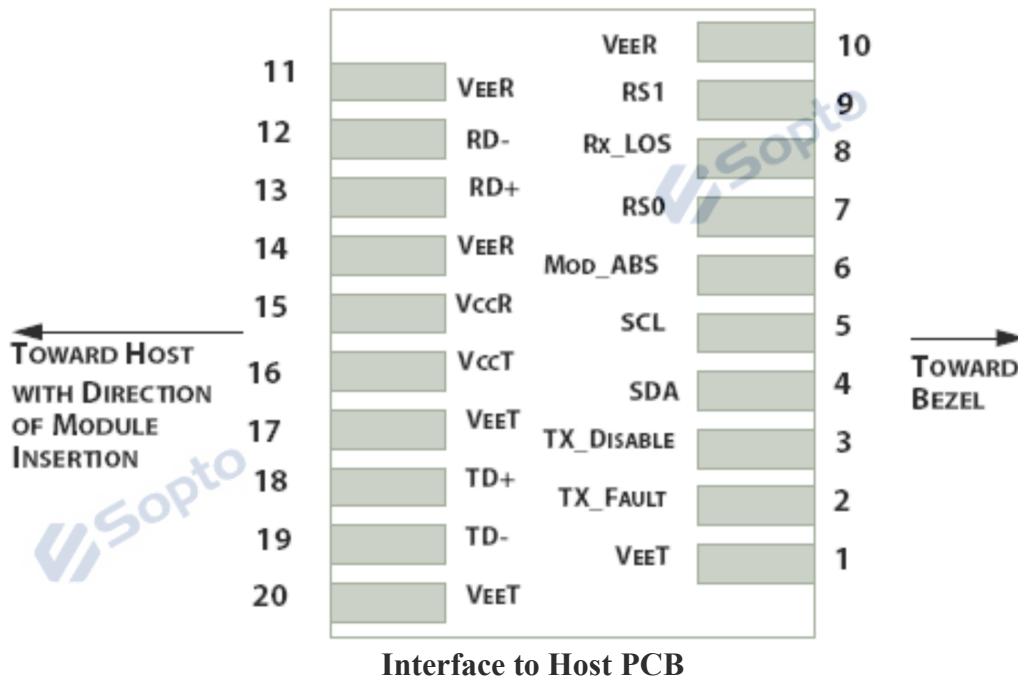 VEER 10
11 VEER
RS1 9
12 RD-
Rx_LOS 8
13 RD+
RS0 7
14 VEER
MOD_ABS 6
15 VCCR
SCL 5
16 VCCT
SDA 4
17 VEET
TX_DISABLE 3
18 TD+
TX_FAULT 2
19 TD-
VEET 1
20 VEET
TOWARD HOST
WITH DIRECTION
OF MODULE
INSERTION
TOWARD
BEZEL
Sopto
Sopto
Interface to Host PCB